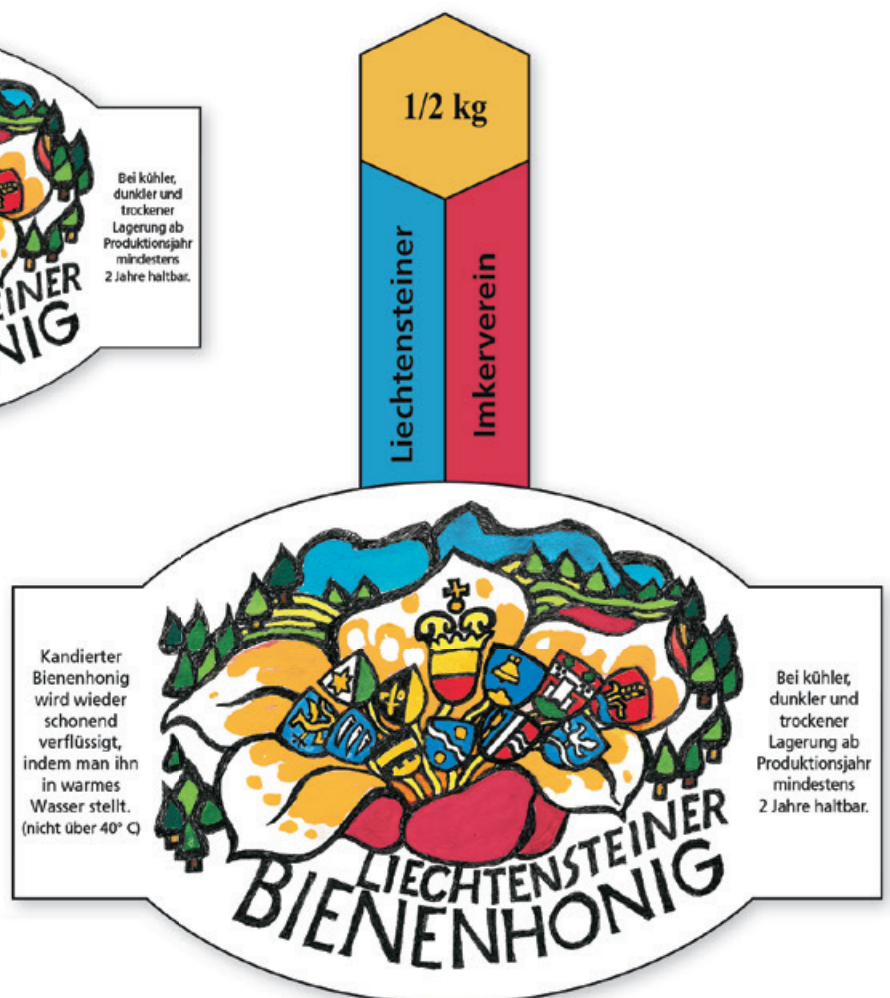 Bei kühler,
dunkler und
trockener
Lagerung ab
Produktionsjahr
mindestens
2 Jahre haltbar.
EINER
NIG
1/2 kg
Liechtensteiner
Imkerverein
Kandierter
Bienenhonig
wird wieder
schonend
verflüssigt,
indem man ihn
in warmes
Wasser stellt.
(nicht über 40° C)
LIECHTENSTEINER
BIENENHONIG
Bei kühler,
dunkler und
trockener
Lagerung ab
Produktionsjahr
mindestens
2 Jahre haltbar.